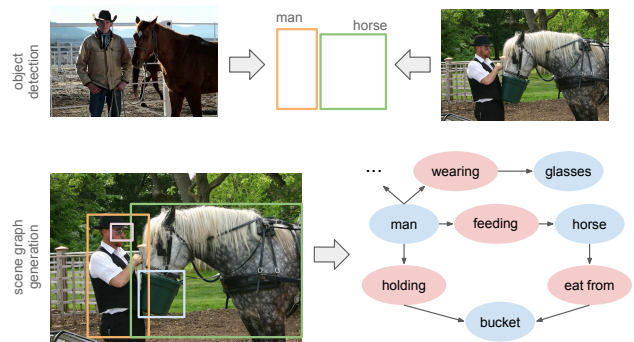 man
horse
object
detection
...
wearing
glasses
scene graph
generation
man
feeding
horse
holding
eat from
bucket